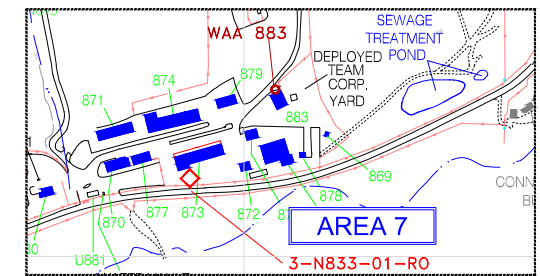 SEWAGE
TREATMENT
POND
WAA 883
DEPLOYED
TEAM
CORP.
YARD
879
874
871
883
869
878
872
873
877
870
U881
AREA 7
3-N833-01-RO